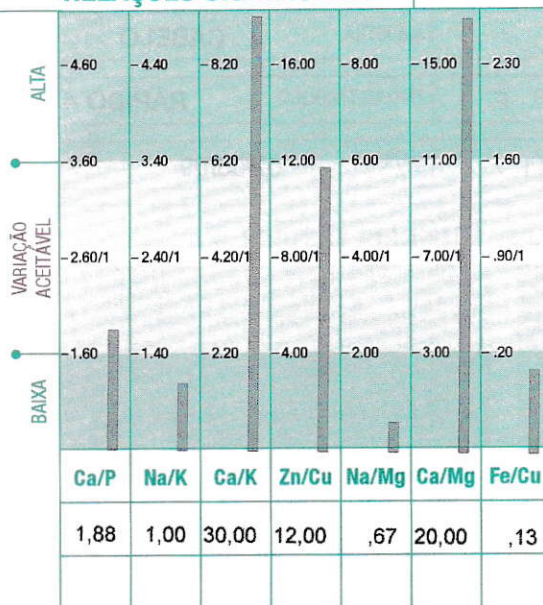 ALTA
-4.60 -4.40 -8.20 -16.00 -8.00 -15.00 -2.30
-3.60 -3.40 -6.20 -12.00 -6.00 -11.00 -1.60
VARIAÇÃO
ACEITÁVEL
-2.60/1 -2.40/1 -4.20/1 -8.00/1 -4.00/1 -7.00/1 -.90/1
-1.60 -1.40 -2.20 -4.00 -2.00 -3.00 -.20
BAIXA
Ca/P Na/K Ca/K Zn/Cu Na/Mg Ca/Mg Fe/Cu
1,88 1,00 30,00 12,00 ,67 20,00 ,13